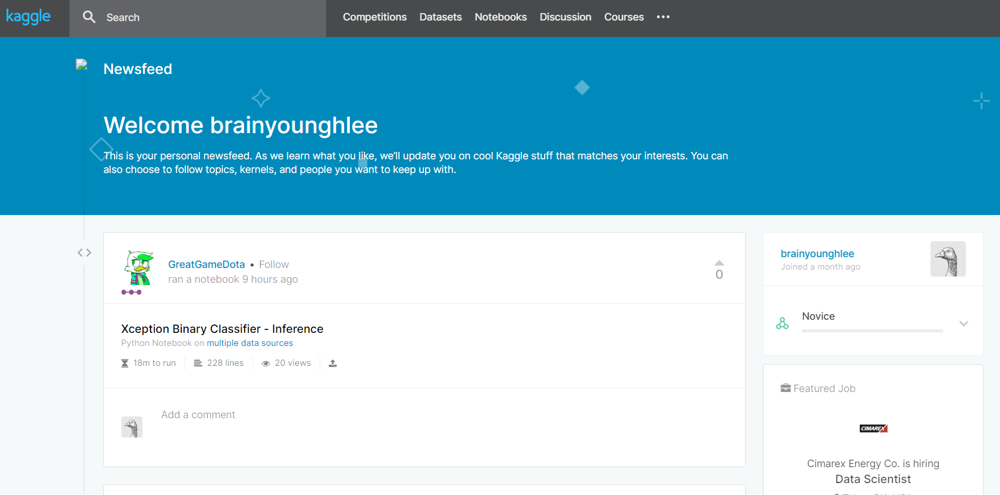 kaggle
Search
Competitions Datasets Notebooks Discussion Courses •••
Newsfeed
Welcome brainyounghlee
This is your personal newsfeed. As we learn what you like, we’ll update you on cool Kaggle stuff that matches your interests. You can
also choose to follow topics, kernels, and people you want to keep up with.
GreatGameDota • Follow
ran a notebook 9 hours ago
0
Xception Binary Classifier - Inference
Python Notebook on multiple data sources
18m to run 228 lines 20 views
Add a comment
brainyounghlee
Joined a month ago
Novice
Featured Job
CIMAREX
Cimarex Energy Co. is hiring
Data Scientist